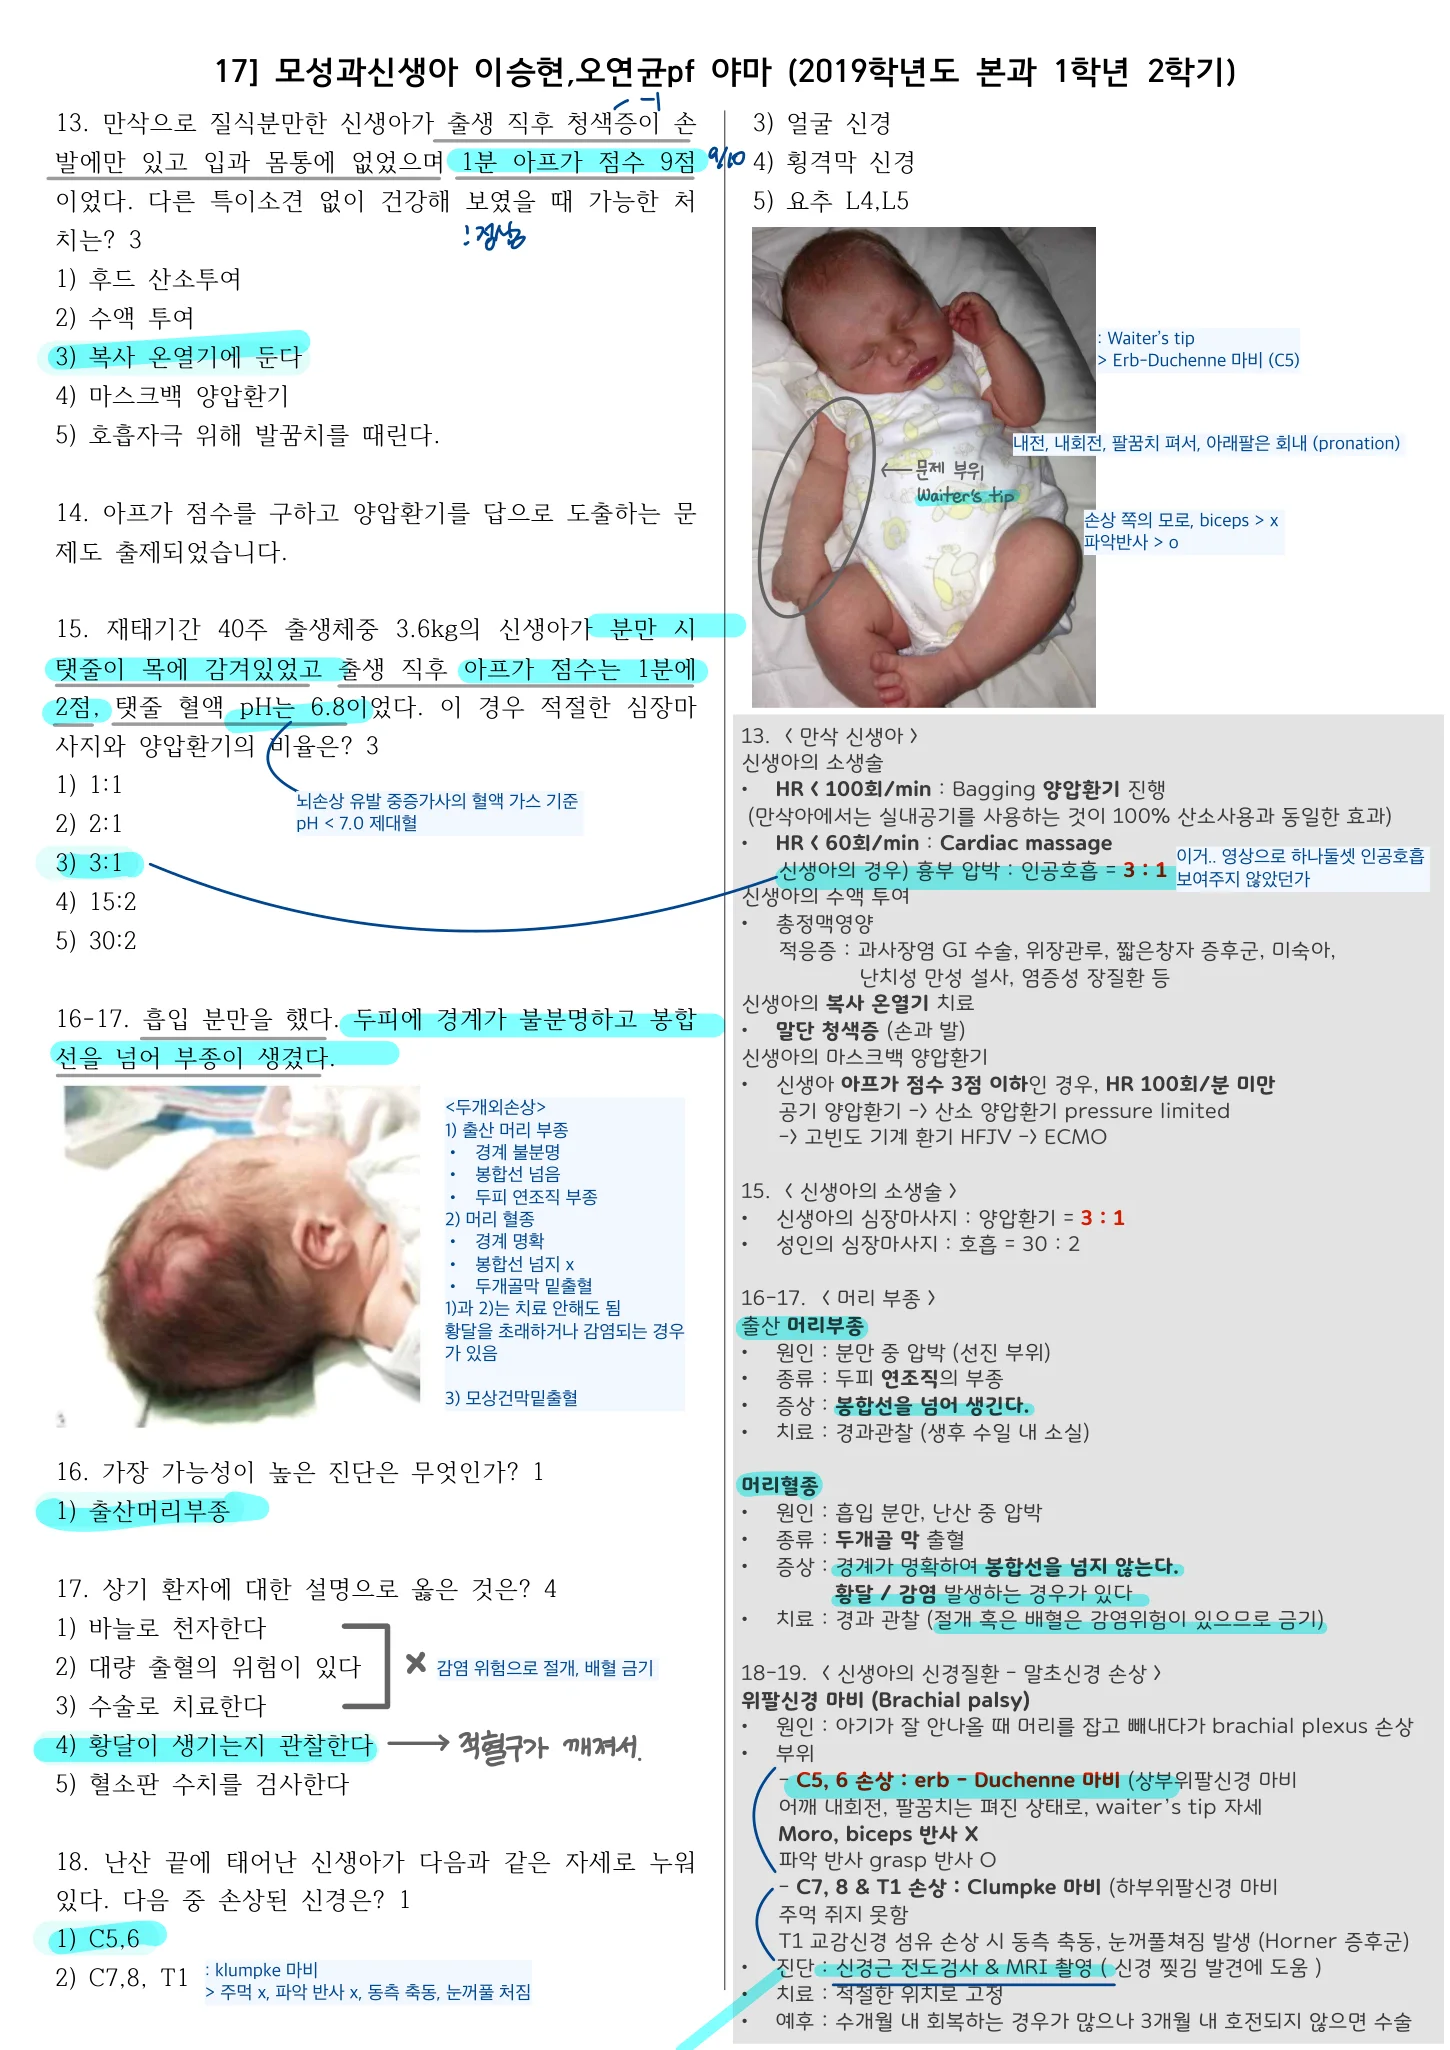 17] 모성과신생아 이승현,오연균pf 야마 (2019학년도 본과 1학년 2학기)
13. 만삭으로 질식분만한 신생아가 출생 직후 청색증이 손
-1
발에만 있고 입과 몸통에 없었으며 1분 아프가 점수 9점
9/10
이었다. 다른 특이소견 없이 건강해 보였을 때 가능한 처
치는? 3
: 정상
1) 후드 산소투여
2) 수액 투여
3) 복사 온열기에 둔다
4) 마스크백 양압환기
5) 호흡자극 위해 발꿈치를 때린다.
14. 아프가 점수를 구하고 양압환기를 답으로 도출하는 문
제도 출제되었습니다.
15. 재태기간 40주 출생체중 3.6kg의 신생아가 분만 시
탯줄이 목에 감겨있었고 출생 직후 아프가 점수는 1분에
2점, 탯줄 혈액 pH는 6.8이었다. 이 경우 적절한 심장마
사지와 양압환기의 비율은? 3
1) 1:1
2) 2:1
3) 3:1
4) 15:2
5) 30:2
뇌손상 유발 중증가사의 혈액 가스 기준
pH < 7.0 제대혈
16-17. 흡입 분만을 했다. 두피에 경계가 불분명하고 봉합
선을 넘어 부종이 생겼다.
<두개외손상>
1) 출산 머리 부종
• 경계 불분명
• 봉합선 넘음
• 두피 연조직 부종
2) 머리 혈종
• 경계 명확
• 봉합선 넘지 x
• 두개골막 밑출혈
1)과 2)는 치료 안해도 됨
황달을 초래하거나 감염되는 경우
가 있음
3) 모상건막밑출혈
16. 가장 가능성이 높은 진단은 무엇인가? 1
1) 출산머리부종
17. 상기 환자에 대한 설명으로 옳은 것은? 4
1) 바늘로 천자한다
2) 대량 출혈의 위험이 있다
3) 수술로 치료한다
× 감염 위험으로 절개, 배혈 금기
4) 황달이 생기는지 관찰한다 → 적혈구가 깨져서.
5) 혈소판 수치를 검사한다
18. 난산 끝에 태어난 신생아가 다음과 같은 자세로 누워
있다. 다음 중 손상된 신경은? 1
1) C5,6
2) C7,8, T1
: klumpke 마비
> 주먹 x, 파악 반사 x, 동측 축동, 눈꺼풀 처짐
3) 얼굴 신경
4) 횡격막 신경
5) 요추 L4,L5
: Waiter's tip
> Erb-Duchenne 마비 (C5)
내전, 내회전, 팔꿈치 펴서, 아래팔은 회내 (pronation)
← 문제 부위
Waiter's tip
손상 쪽의 모로, biceps > x
파악반사 > o
13. < 만삭 신생아 >
신생아의 소생술
• HR < 100회/min : Bagging 양압환기 진행
(만삭아에서는 실내공기를 사용하는 것이 100% 산소사용과 동일한 효과)
• HR < 60회/min : Cardiac massage
신생아의 경우) 흉부 압박 : 인공호흡 = 3 : 1
이거.. 영상으로 하나둘셋 인공호흡
보여주지 않았던가
신생아의 수액 투여
• 총정맥영양
적응증 : 괴사장염 GI 수술, 위장관루, 짧은창자 증후군, 미숙아,
난치성 만성 설사, 염증성 장질환 등
신생아의 복사 온열기 치료
• 말단 청색증 (손과 발)
신생아의 마스크백 양압환기
• 신생아 아프가 점수 3점 이하인 경우, HR 100회/분 미만
공기 양압환기 -> 산소 양압환기 pressure limited
-> 고빈도 기계 환기 HFJV -> ECMO
15. < 신생아의 소생술 >
• 신생아의 심장마사지 : 양압환기 = 3 : 1
• 성인의 심장마사지 : 호흡 = 30 : 2
16-17. < 머리 부종 >
출산 머리부종
• 원인 : 분만 중 압박 (선진 부위)
• 종류 : 두피 연조직의 부종
• 증상 : 봉합선을 넘어 생긴다.
• 치료 : 경과관찰 (생후 수일 내 소실)
머리혈종
• 원인 : 흡입 분만, 난산 중 압박
• 종류 : 두개골 막 출혈
• 증상 : 경계가 명확하여 봉합선을 넘지 않는다.
황달 / 감염 발생하는 경우가 있다
• 치료 : 경과 관찰 (절개 혹은 배혈은 감염위험이 있으므로 금기)
18-19. < 신생아의 신경질환 - 말초신경 손상 >
위팔신경 마비 (Brachial palsy)
• 원인 : 아기가 잘 안나올 때 머리를 잡고 빼내다가 brachial plexus 손상
• 부위
- C5, 6 손상 : erb - Duchenne 마비 (상부위팔신경 마비
어깨 내회전, 팔꿈치는 펴진 상태로, waiter's tip 자세
Moro, biceps 반사 X
파악 반사 grasp 반사 O
- C7, 8 & T1 손상 : Clumpke 마비 (하부위팔신경 마비
주먹 쥐지 못함
T1 교감신경 섬유 손상 시 동측 축동, 눈꺼풀쳐짐 발생 (Horner 증후군)
• 진단 : 신경근 전도검사 & MRI 촬영 ( 신경 찢김 발견에 도움 )
• 치료 : 적절한 위치로 고정
• 예후 : 수개월 내 회복하는 경우가 많으나 3개월 내 호전되지 않으면 수술